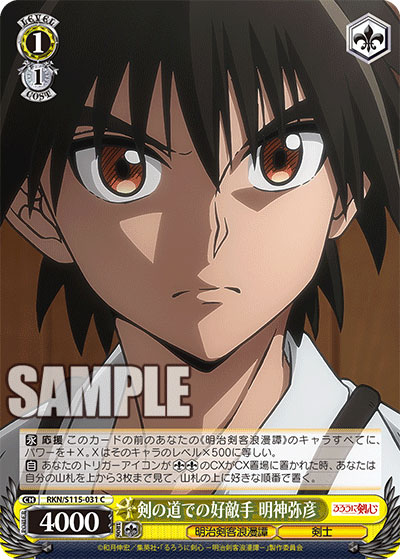 LEVEL
1
1
COST
SAMPLE
永 応援 このカードの前のあなたの《明治剣客浪漫譚》のキャラすべてに、
パワーを＋X。Xはそのキャラのレベル×500に等しい。
自 あなたのトリガーアイコンが のCXがCX置場に置かれた時、あなたは
自分の山札を上から3枚まで見て、山札の上に好きな順番で置く。
CH RKN/S115-031 C
剣の道での好敵手 明神弥彦
るろうに剣心
POWER
4000
明治剣客浪漫譚 剣士
©和月伸宏／集英社・「るろうに剣心 －明治剣客浪漫譚－」製作委員会